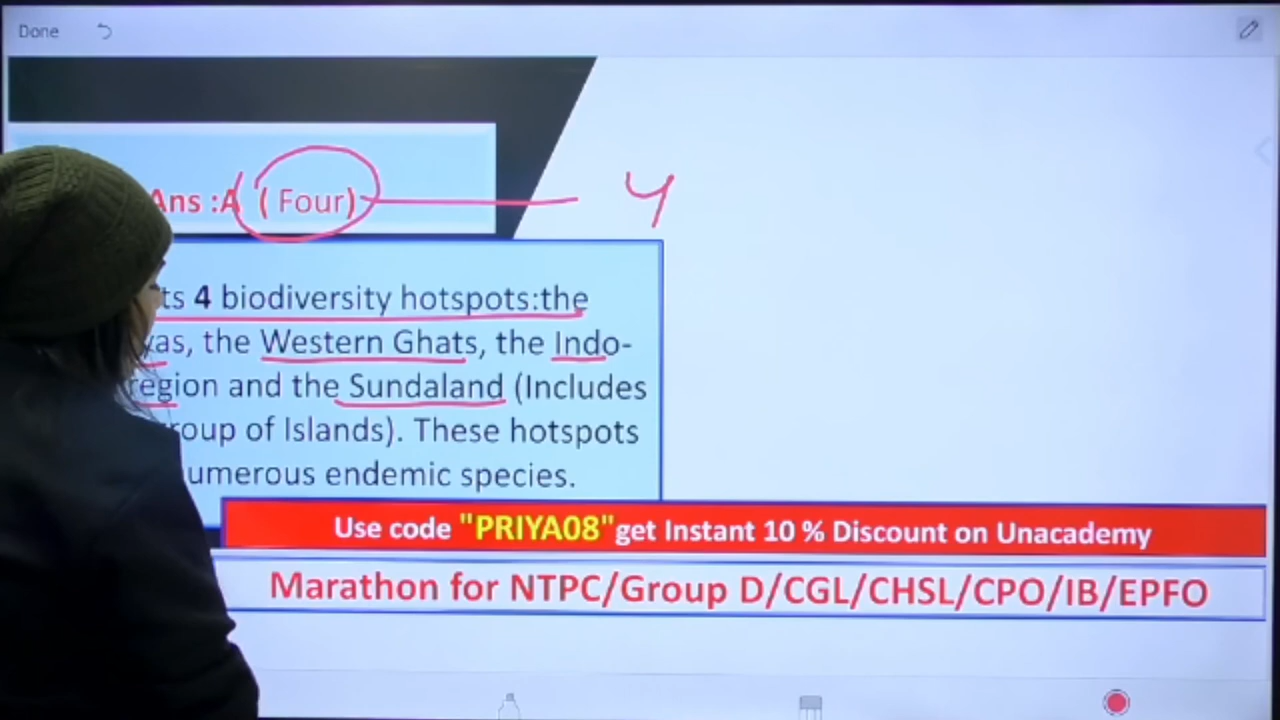 Done
Ans :A ( Four)
4
ts 4 biodiversity hotspots:the
yas, the Western Ghats, the Indo-
region and the Sundaland (Includes
roup of Islands). These hotspots
umerous endemic species.
Use code "PRIYA08"get Instant 10 % Discount on Unacademy
Marathon for NTPC/Group D/CGL/CHSL/CPO/IB/EPFO